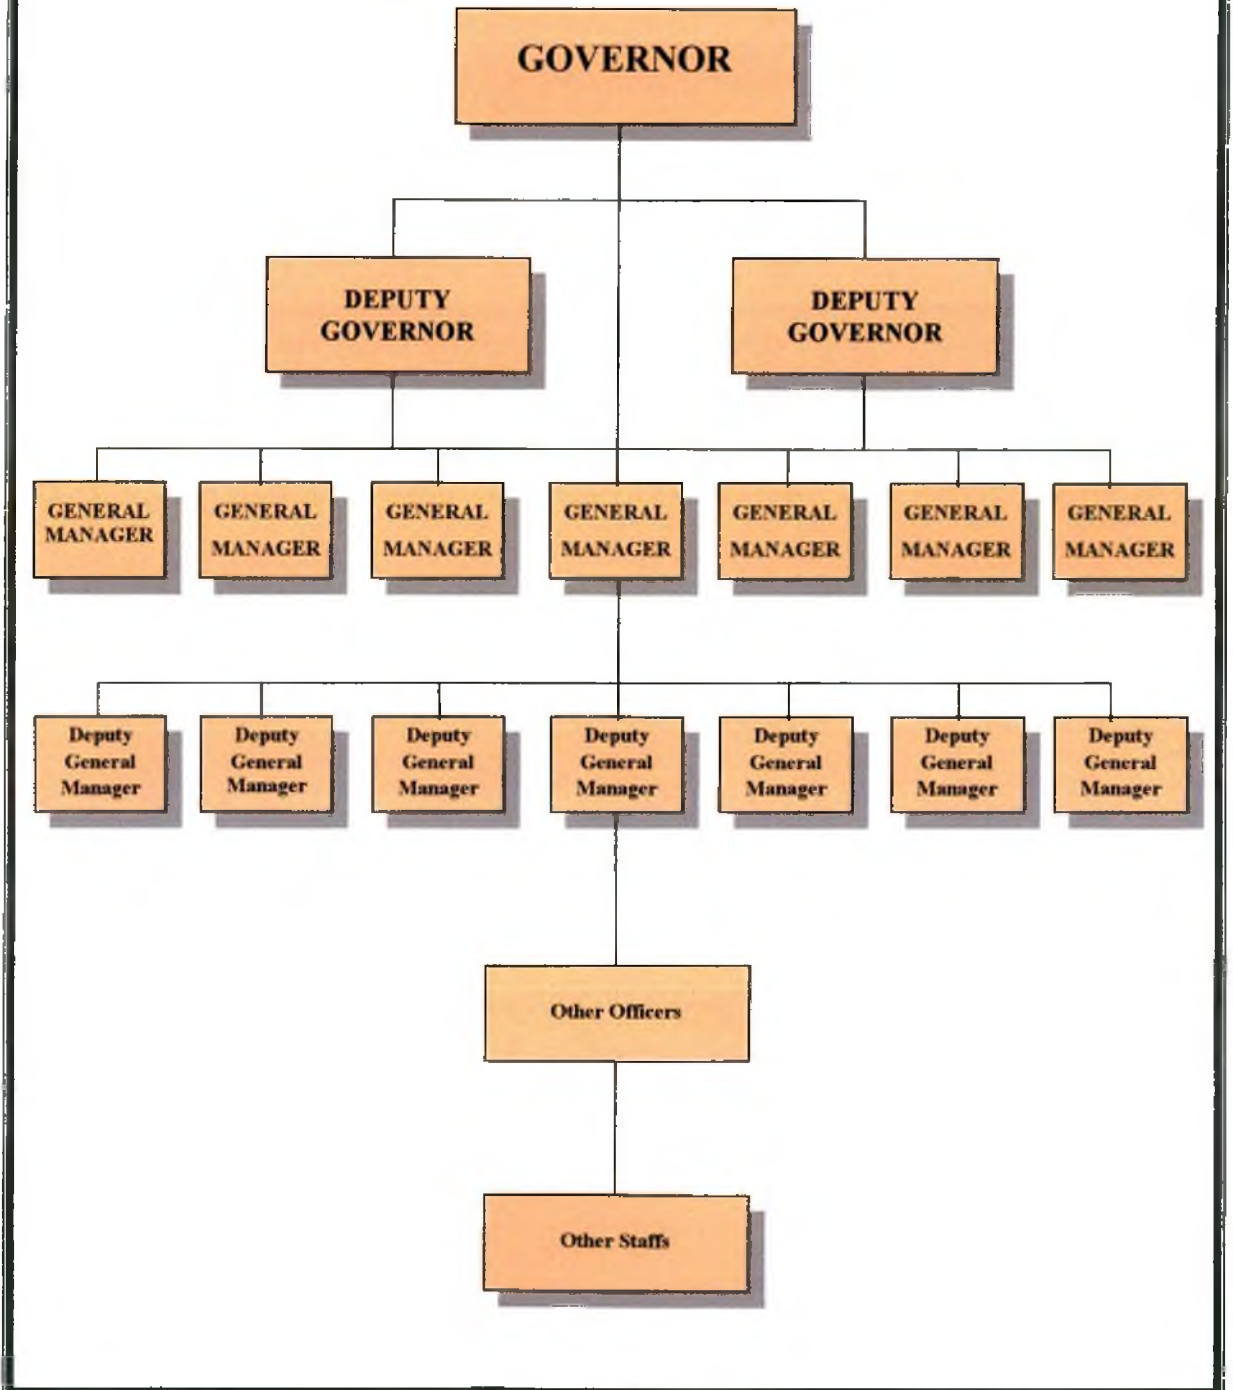 GOVERNOR
DEPUTY
GOVERNOR
DEPUTY
GOVERNOR
GENERAL
MANAGER
GENERAL
MANAGER
GENERAL
MANAGER
GENERAL
MANAGER
GENERAL
MANAGER
GENERAL
MANAGER
GENERAL
MANAGER
Deputy
General
Manager
Deputy
General
Manager
Deputy
General
Manager
Deputy
General
Manager
Deputy
General
Manager
Deputy
General
Manager
Deputy
General
Manager
Other Officers
Other Staffs